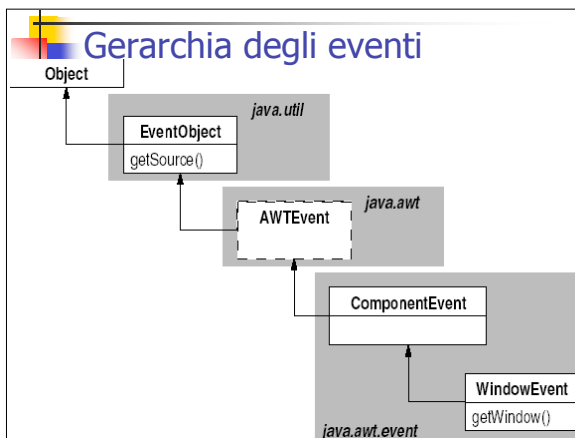 Gerarchia degli eventi
Object
java.util
EventObject
getSource()
java.awt
AWTEvent
ComponentEvent
WindowEvent
getWindow()
java.awt.event